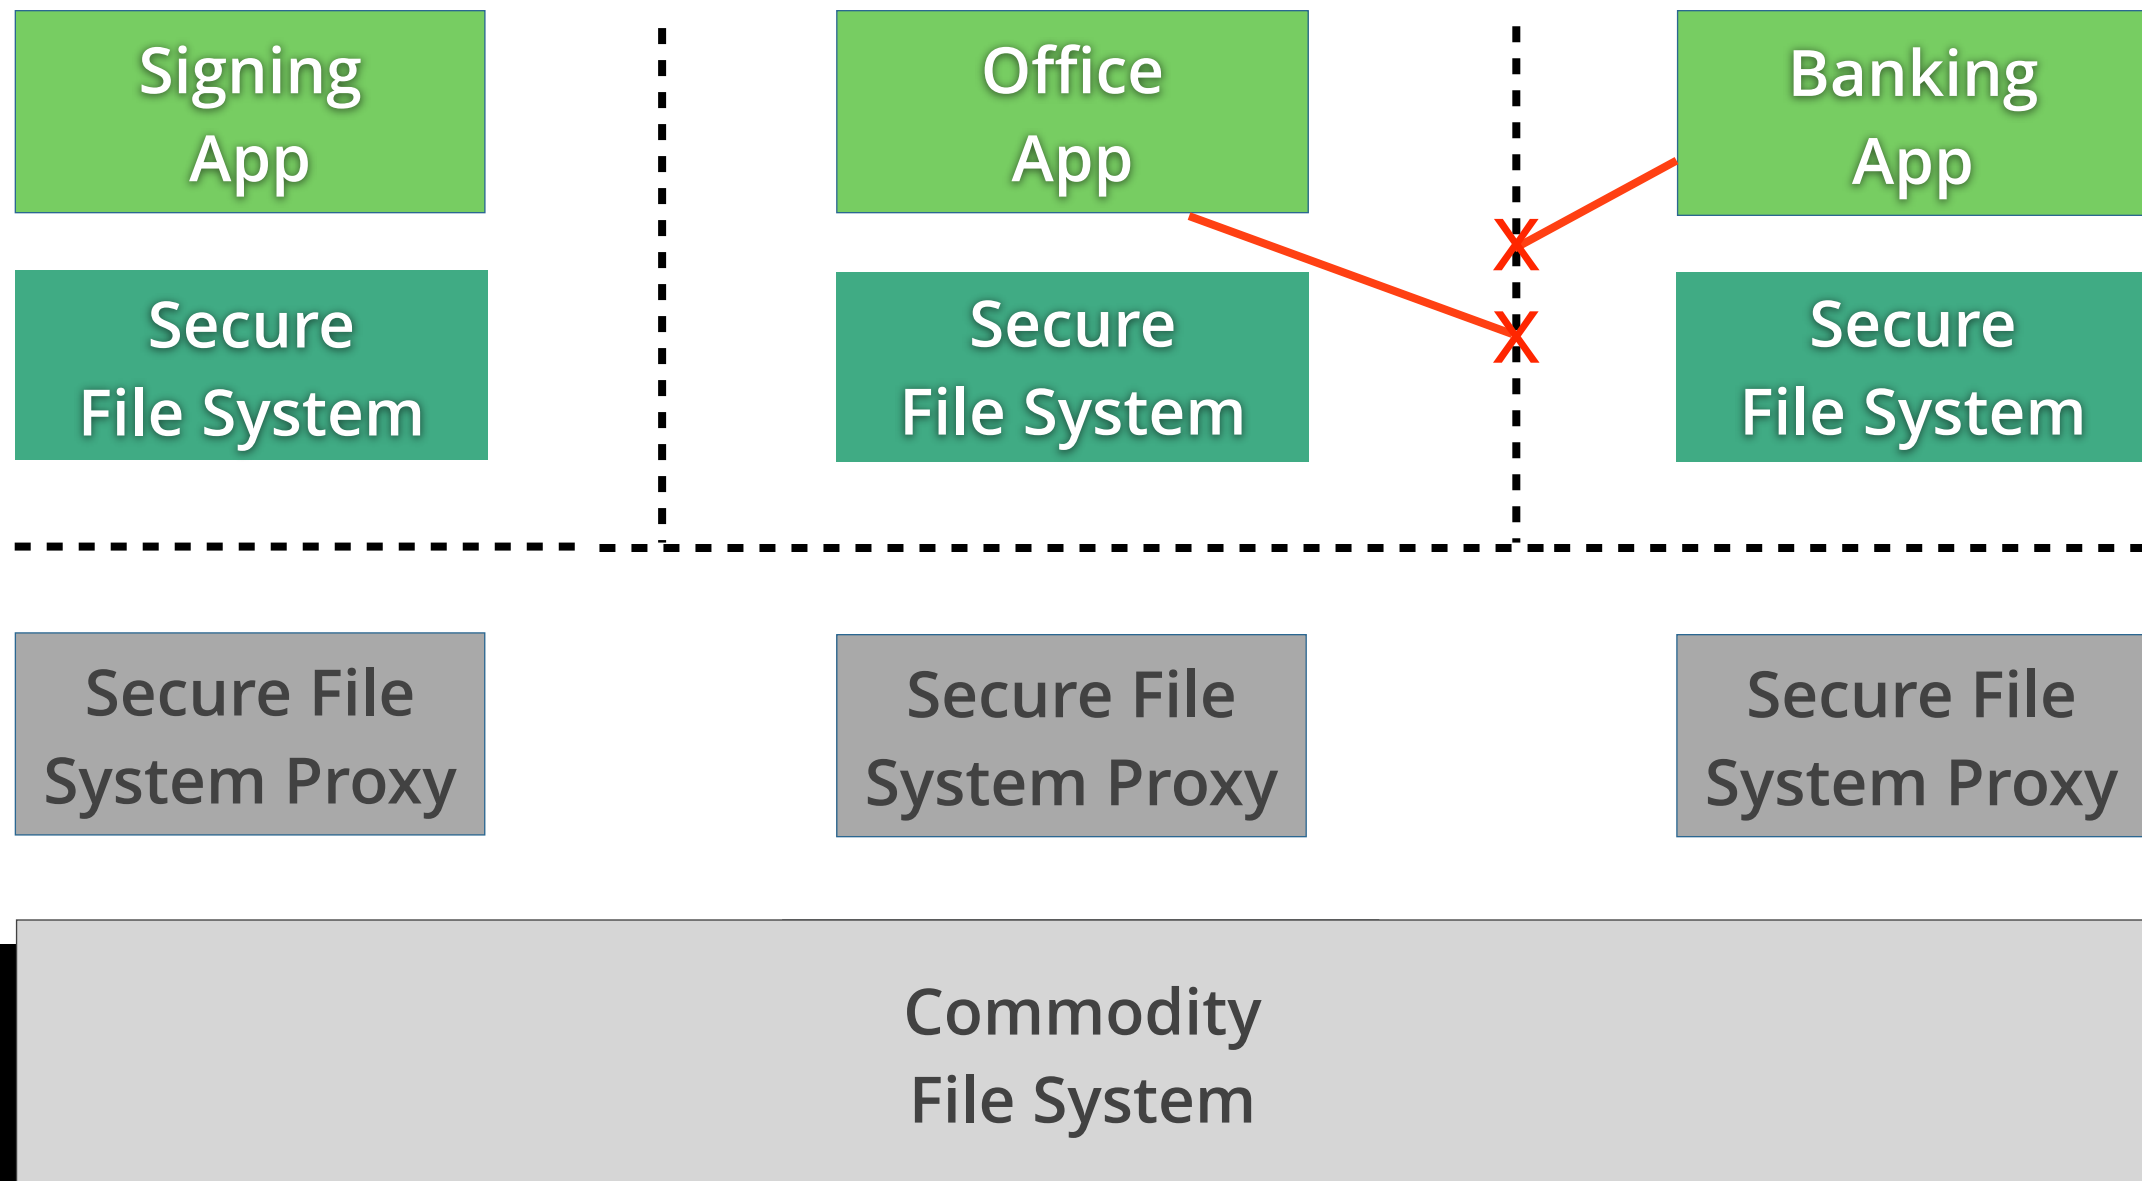 Signing
App
Office
App
Banking
App
X
X
Secure
File System
Secure
File System
Secure
File System
Secure File
System Proxy
Secure File
System Proxy
Secure File
System Proxy
Commodity
File System